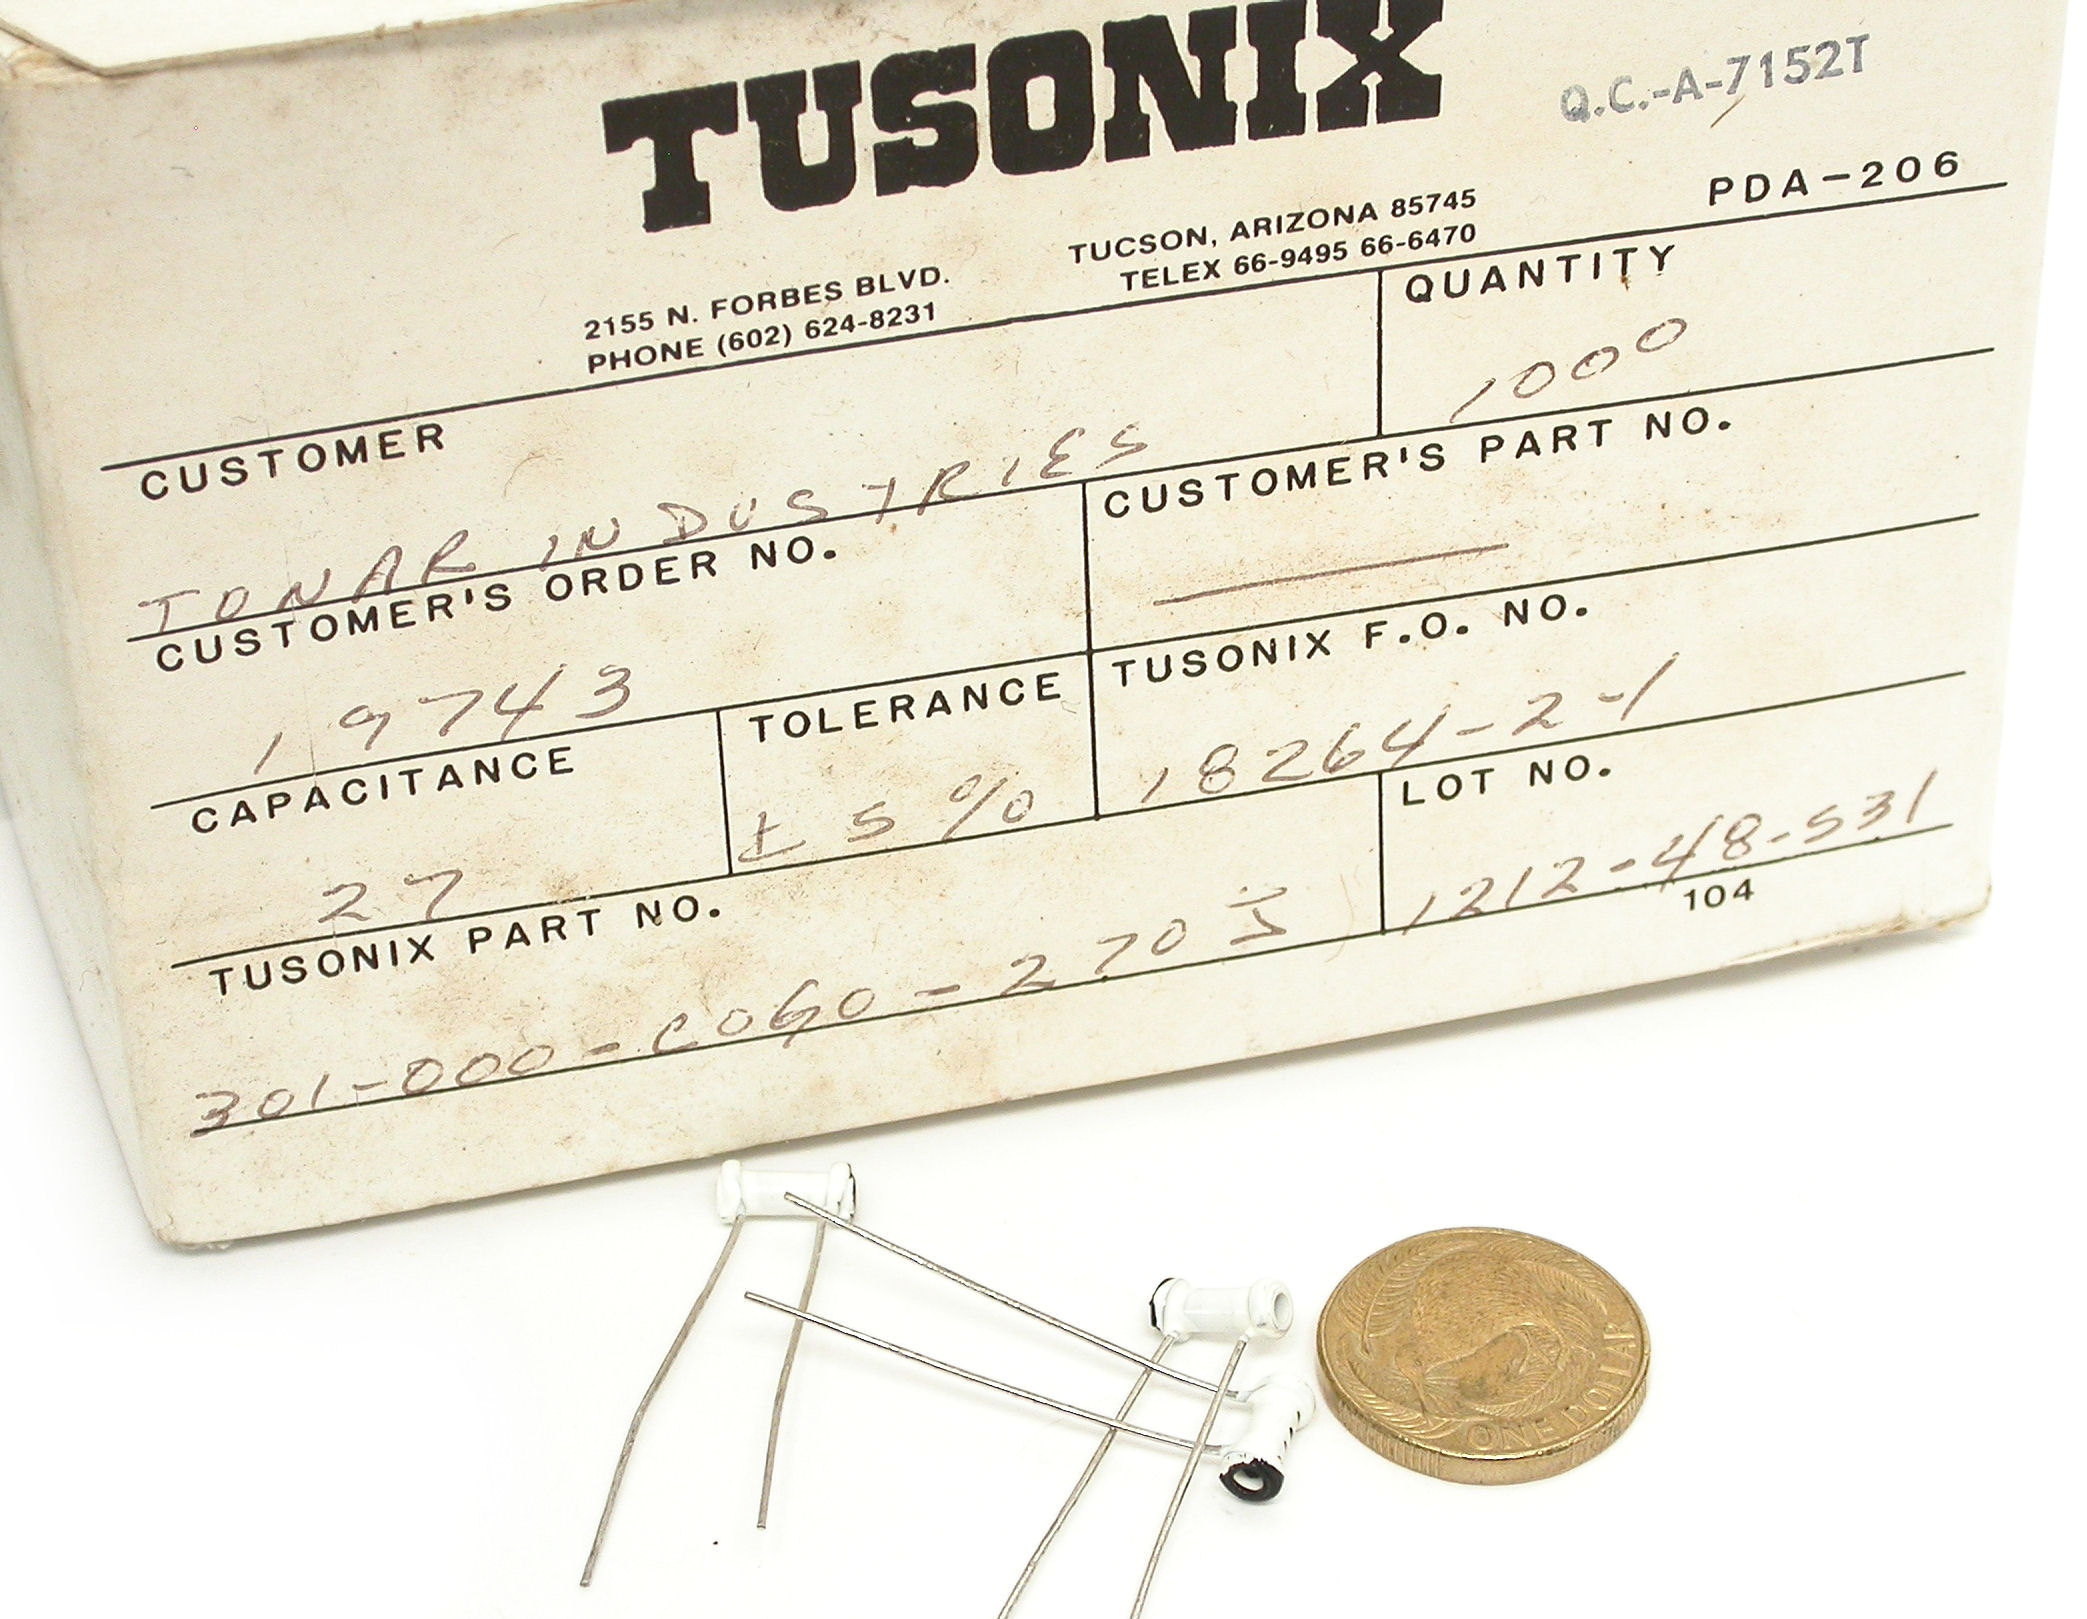 TUSONIX
Q.C.-A-7152T
PDA-206
2155 N. FORBES BLVD.
PHONE (602) 624-8231
TUCSON, ARIZONA 85745
TELEX 66-9495 66-6470
CUSTOMER
TONAR INDUSTRIES
QUANTITY
1000
CUSTOMER'S ORDER NO.
19743
CUSTOMER'S PART NO.
CAPACITANCE
27
TOLERANCE
± 5%
TUSONIX F.O. NO.
18264-2-1
TUSONIX PART NO.
301-000-COG0-270J
LOT NO.
1212-48-531
104
ONE DOLLAR